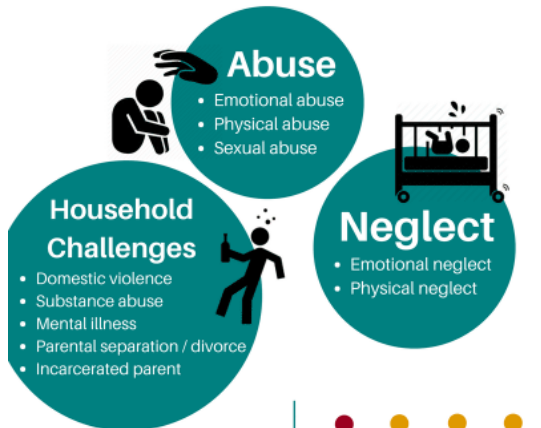 Abuse
• Emotional abuse
• Physical abuse
• Sexual abuse
Neglect
• Emotional neglect
• Physical neglect
Household
Challenges
• Domestic violence
• Substance abuse
• Mental illness
• Parental separation / divorce
• Incarcerated parent